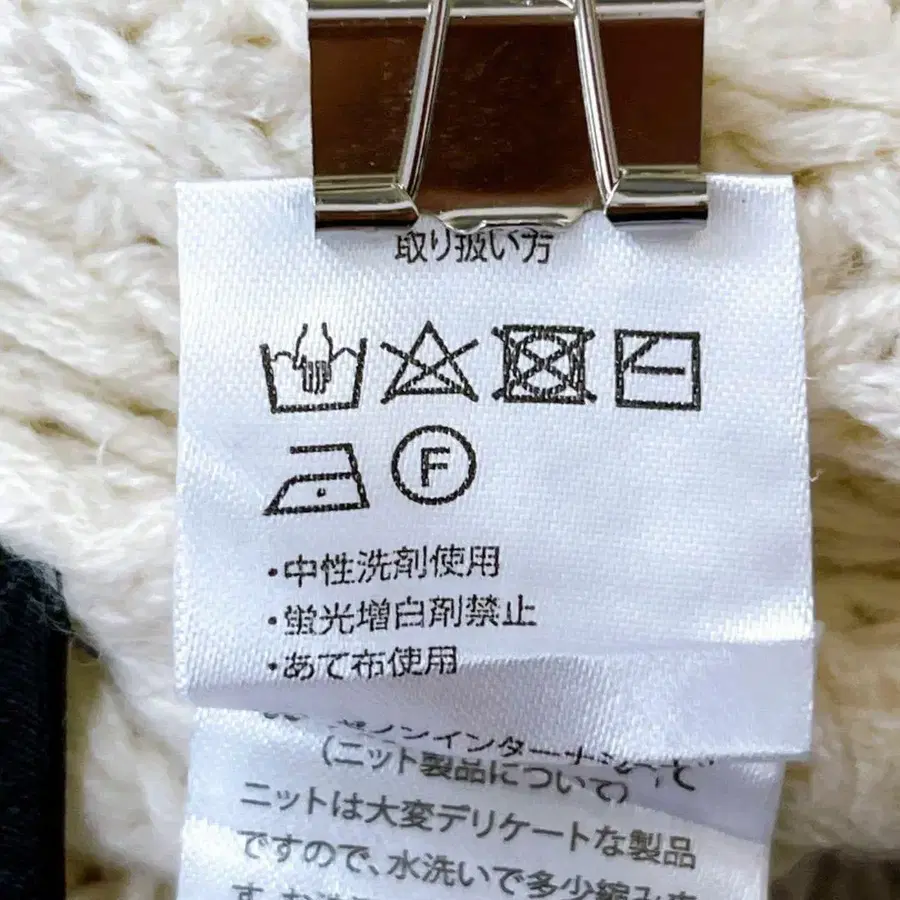 取り扱い方
F
・中性洗剤使用
・蛍光増白剤禁止
・あて布使用
(ニット製品について)
ニットは大変デリケートな製品
ですので、水洗いで多少縮み